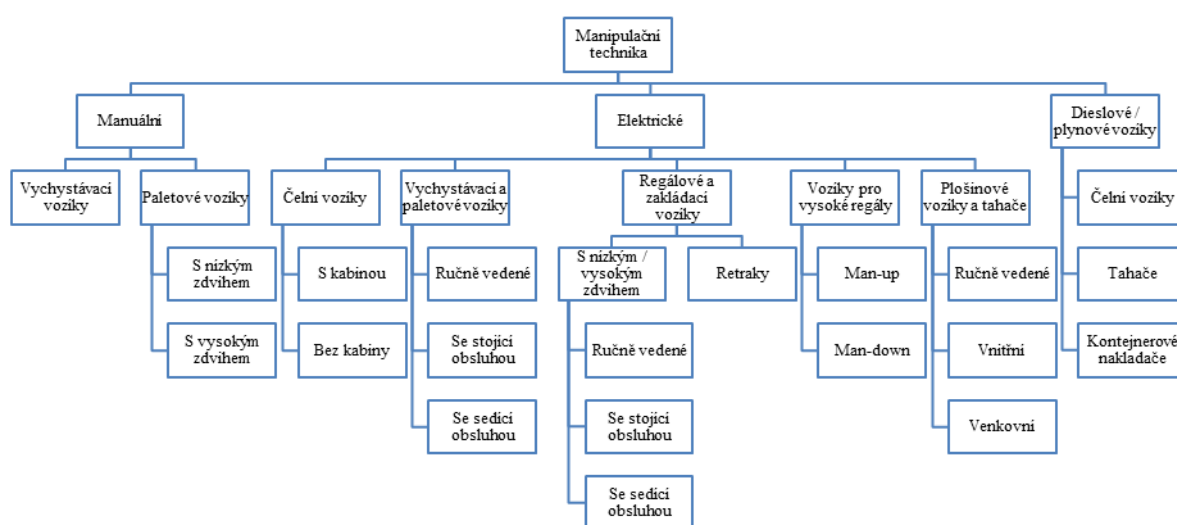 Manipulační
technika
Manuální
Elektrické
Dieslové /
plynové vozíky
Vychystávací
vozíky
Paletové vozíky
Čelní vozíky
Vychystávací a
paletové vozíky
Regálové a
zakládací
vozíky
Vozíky pro
vysoké regály
Plošinové
vozíky a tahače
Čelní vozíky
S nízkým
zdvihem
S kabinou
Ručně vedené
S nízkým /
vysokým
zdvihem
Retraky
Man-up
Ručně vedené
Tahače
S vysokým
zdvihem
Bez kabiny
Se stojící
obsluhou
Ručně vedené
Man-down
Vnitřní
Kontejnerové
nakladače
Se sedící
obsluhou
Se stojící
obsluhou
Venkovní
Se sedící
obsluhou